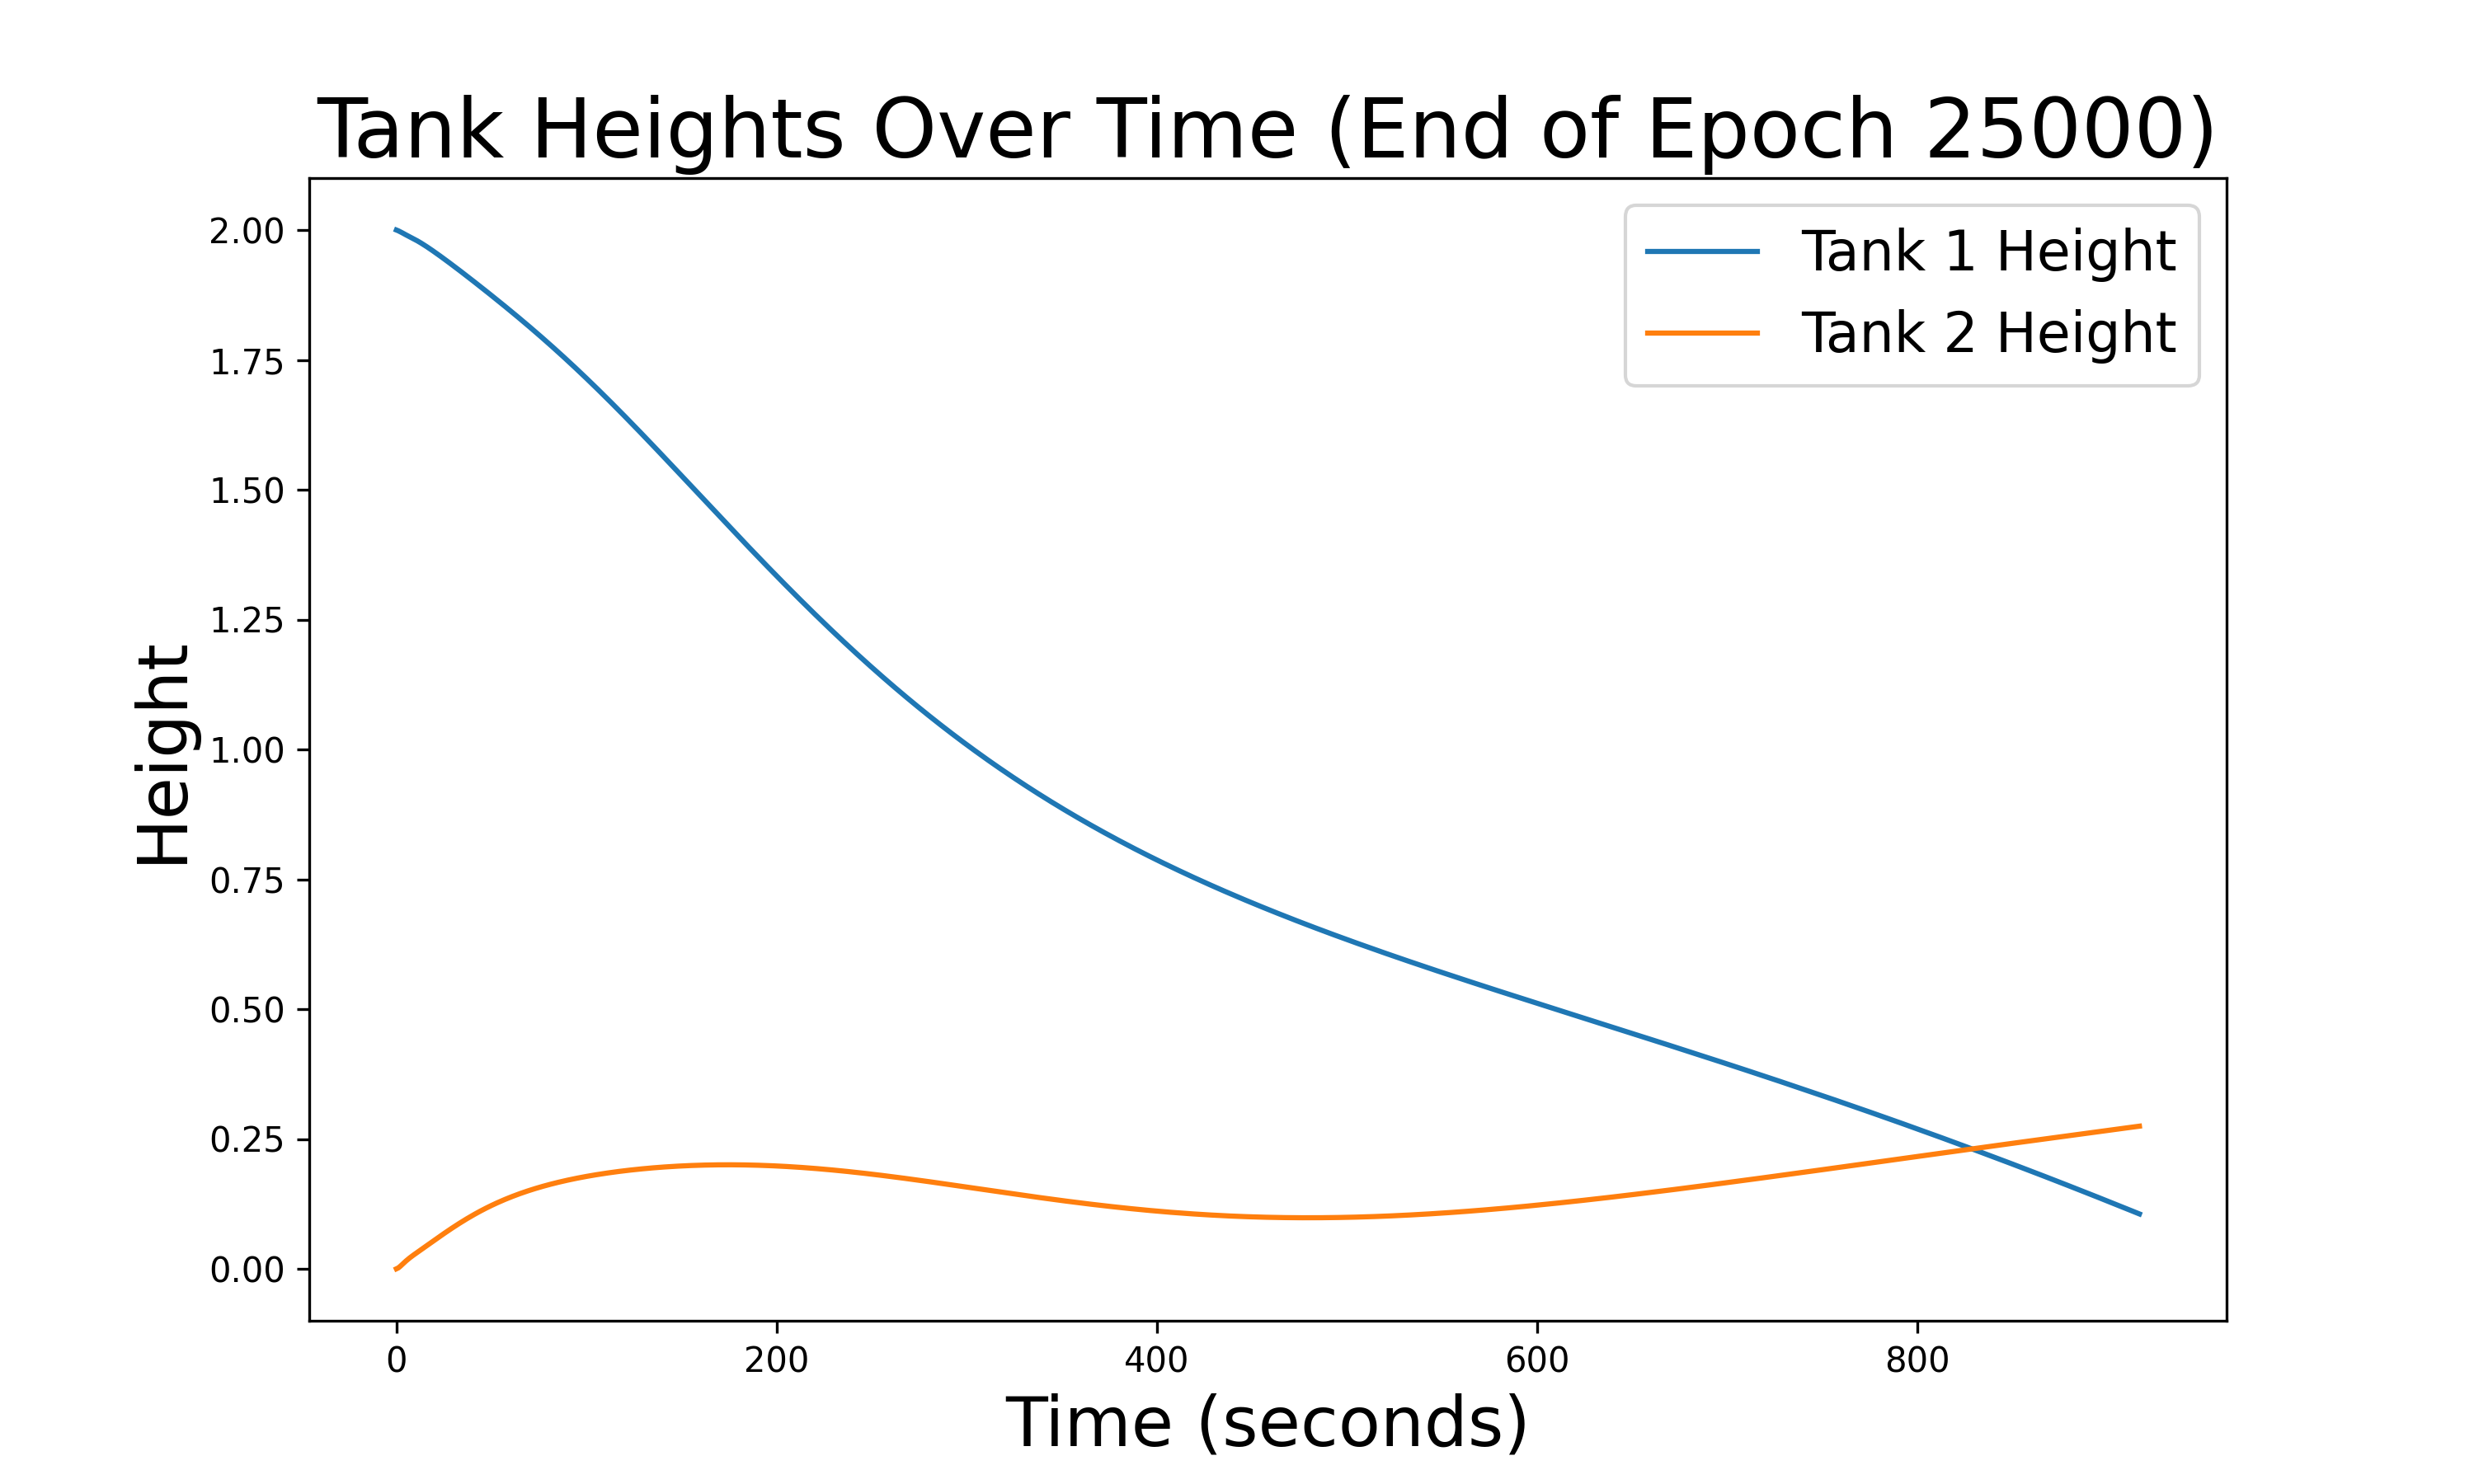 Tank Heights Over Time (End of Epoch 25000)
Tank 1 Height
Tank 2 Height
Height
2.00
1.75
1.50
1.25
1.00
0.75
0.50
0.25
0.00
0 200 400 600 800
Time (seconds)